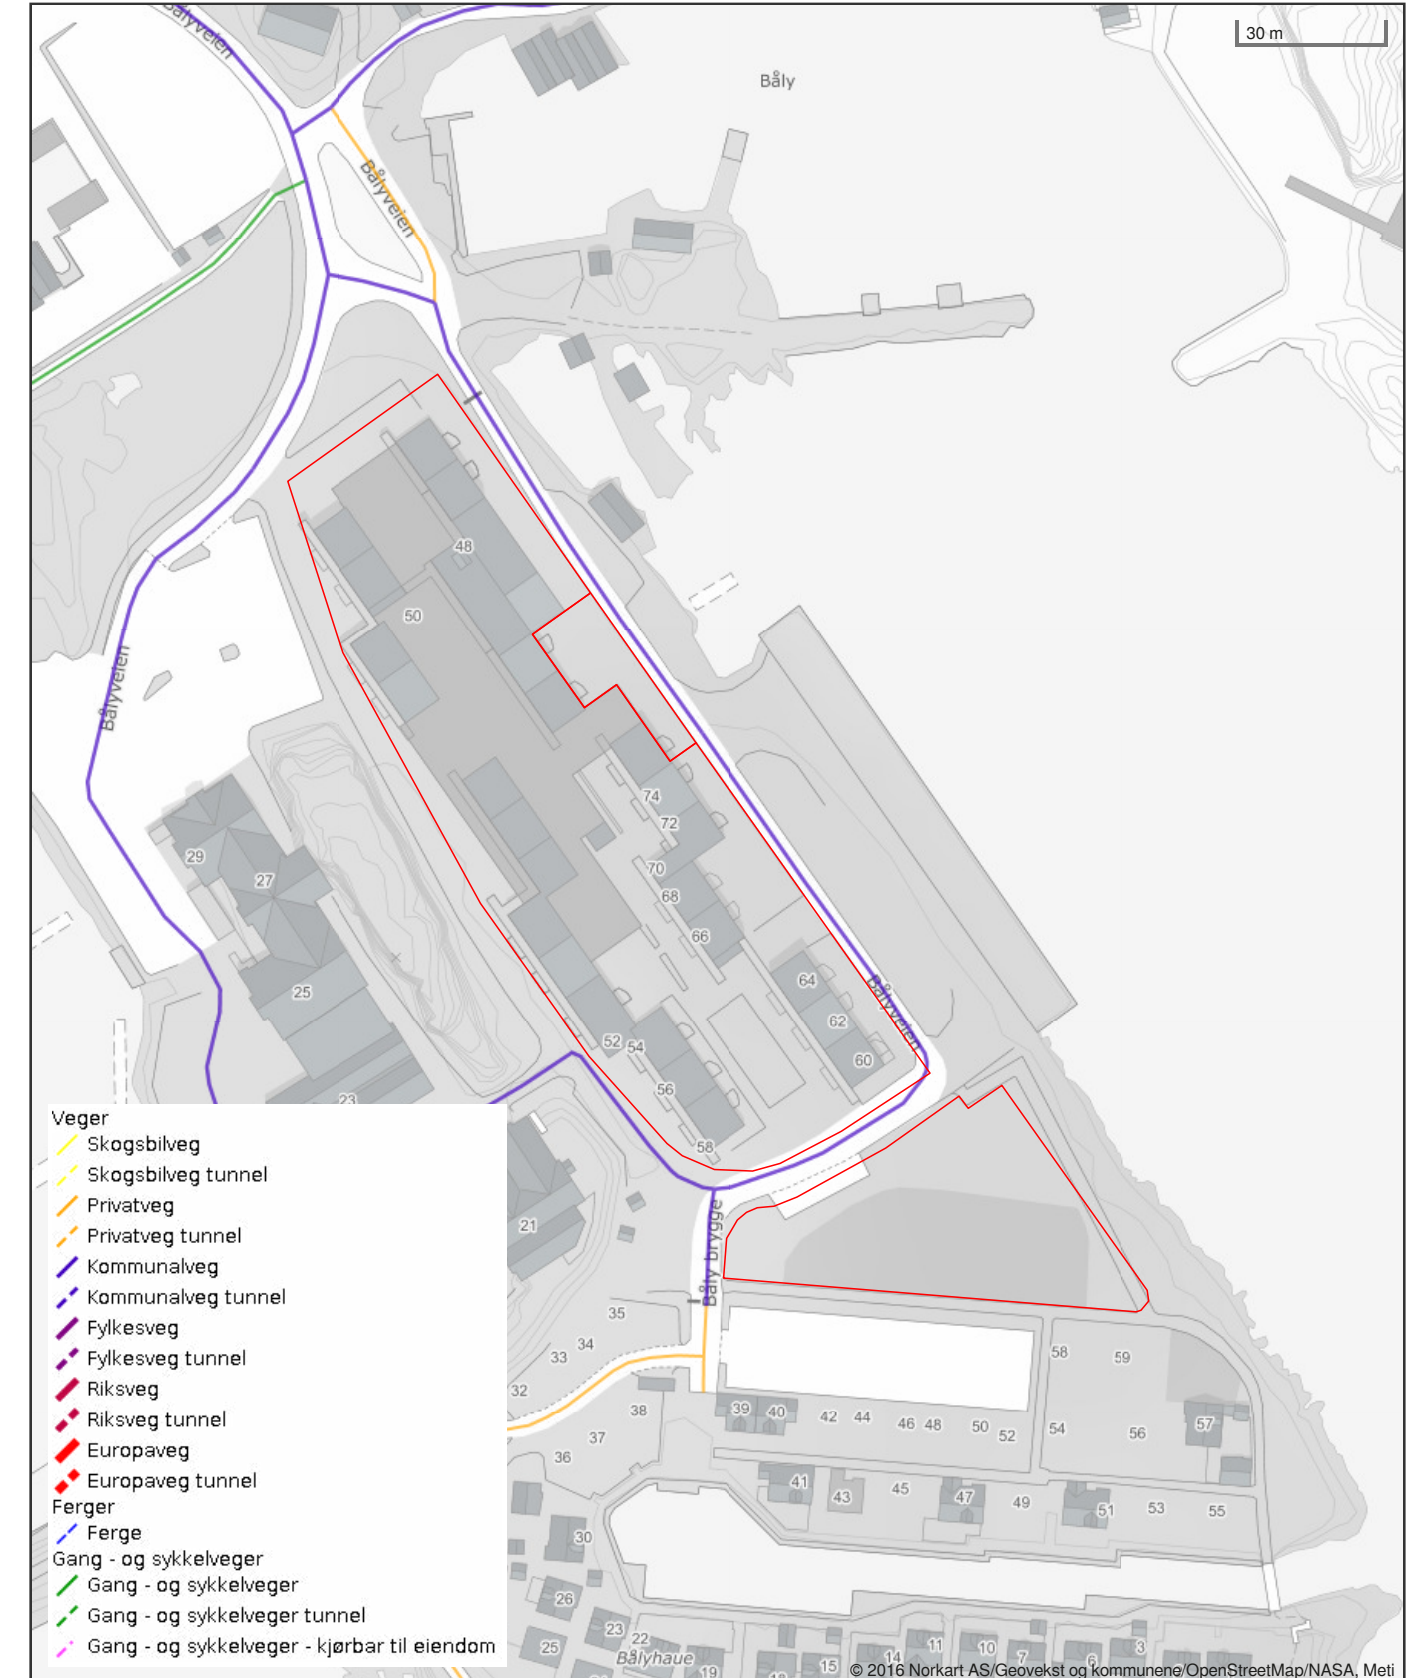 Bålyveien
30 m
Båly
Bålyveien
48
50
Bålyveien
74
72
29
70
27
68
66
64
25
Bålyveien
62
52
54
60
56
23
58
21
Båly brygge
35
34
33
32
58
59
38
39
40
42
44
46
48
50
52
54
56
57
37
36
41
43
45
47
49
51
53
55
30
26
23
22
25
Bålyhaue
19
15
14
11
10
7
6
3
Veger
Skogsbilveg
Skogsbilveg tunnel
Privatveg
Privatveg tunnel
Kommunalveg
Kommunalveg tunnel
Fylkesveg
Fylkesveg tunnel
Riksveg
Riksveg tunnel
Europaveg
Europaveg tunnel
Ferger
Ferge
Gang - og sykkelveger
Gang - og sykkelveger
Gang - og sykkelveger tunnel
Gang - og sykkelveger - kjørbar til eiendom
© 2016 Norkart AS/Geovekst og kommunene/OpenStreetMap/NASA, Meti